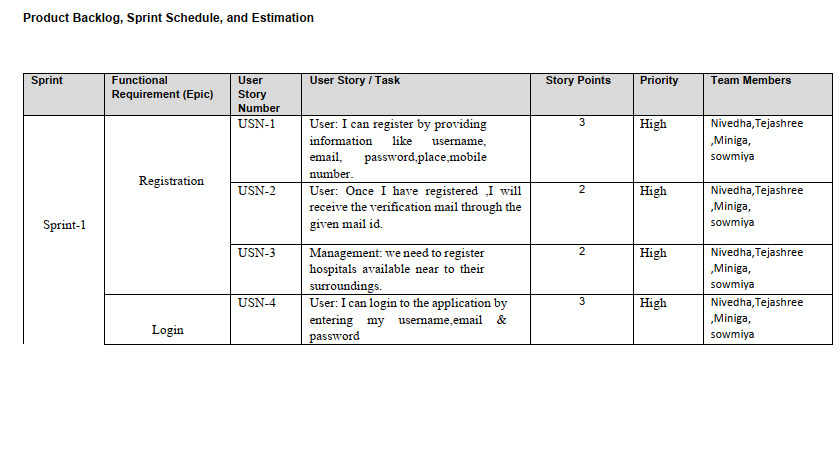 Product Backlog, Sprint Schedule, and Estimation
Sprint
Functional
Requirement (Epic)
User
Story
Number
User Story / Task
Story Points
Priority
Team Members
Sprint-1
Registration
USN-1
User: I can register by providing
information like username,
email, password,place,mobile
number.
3
High
Nivedha,Tejashree
,Miniga,
sowmiya
USN-2
User: Once I have registered ,I will
receive the verification mail through the
given mail id.
2
High
Nivedha,Tejashree
,Miniga,
sowmiya
USN-3
Management: we need to register
hospitals available near to their
surroundings.
2
High
Nivedha,Tejashree
,Miniga,
sowmiya
Login
USN-4
User: I can login to the application by
entering my username,email &
password
3
High
Nivedha,Tejashree
,Miniga,
sowmiya